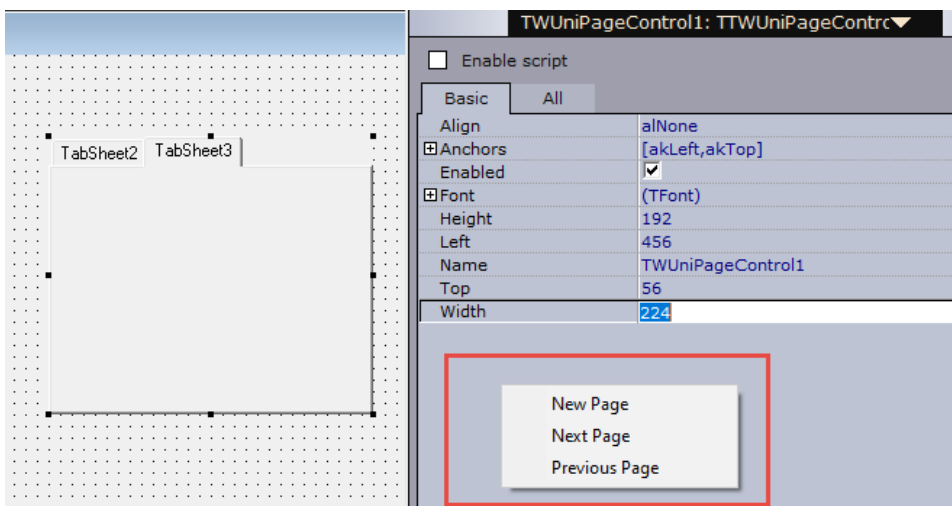 TWUniPageControl1: TTWUniPageContro
Enable script
Basic All
TabSheet2 TabSheet3
Align alNone
Anchors [akLeft,akTop]
Enabled
Font (TFont)
Height 192
Left 456
Name TWUniPageControl1
Top 56
Width 224
New Page
Next Page
Previous Page